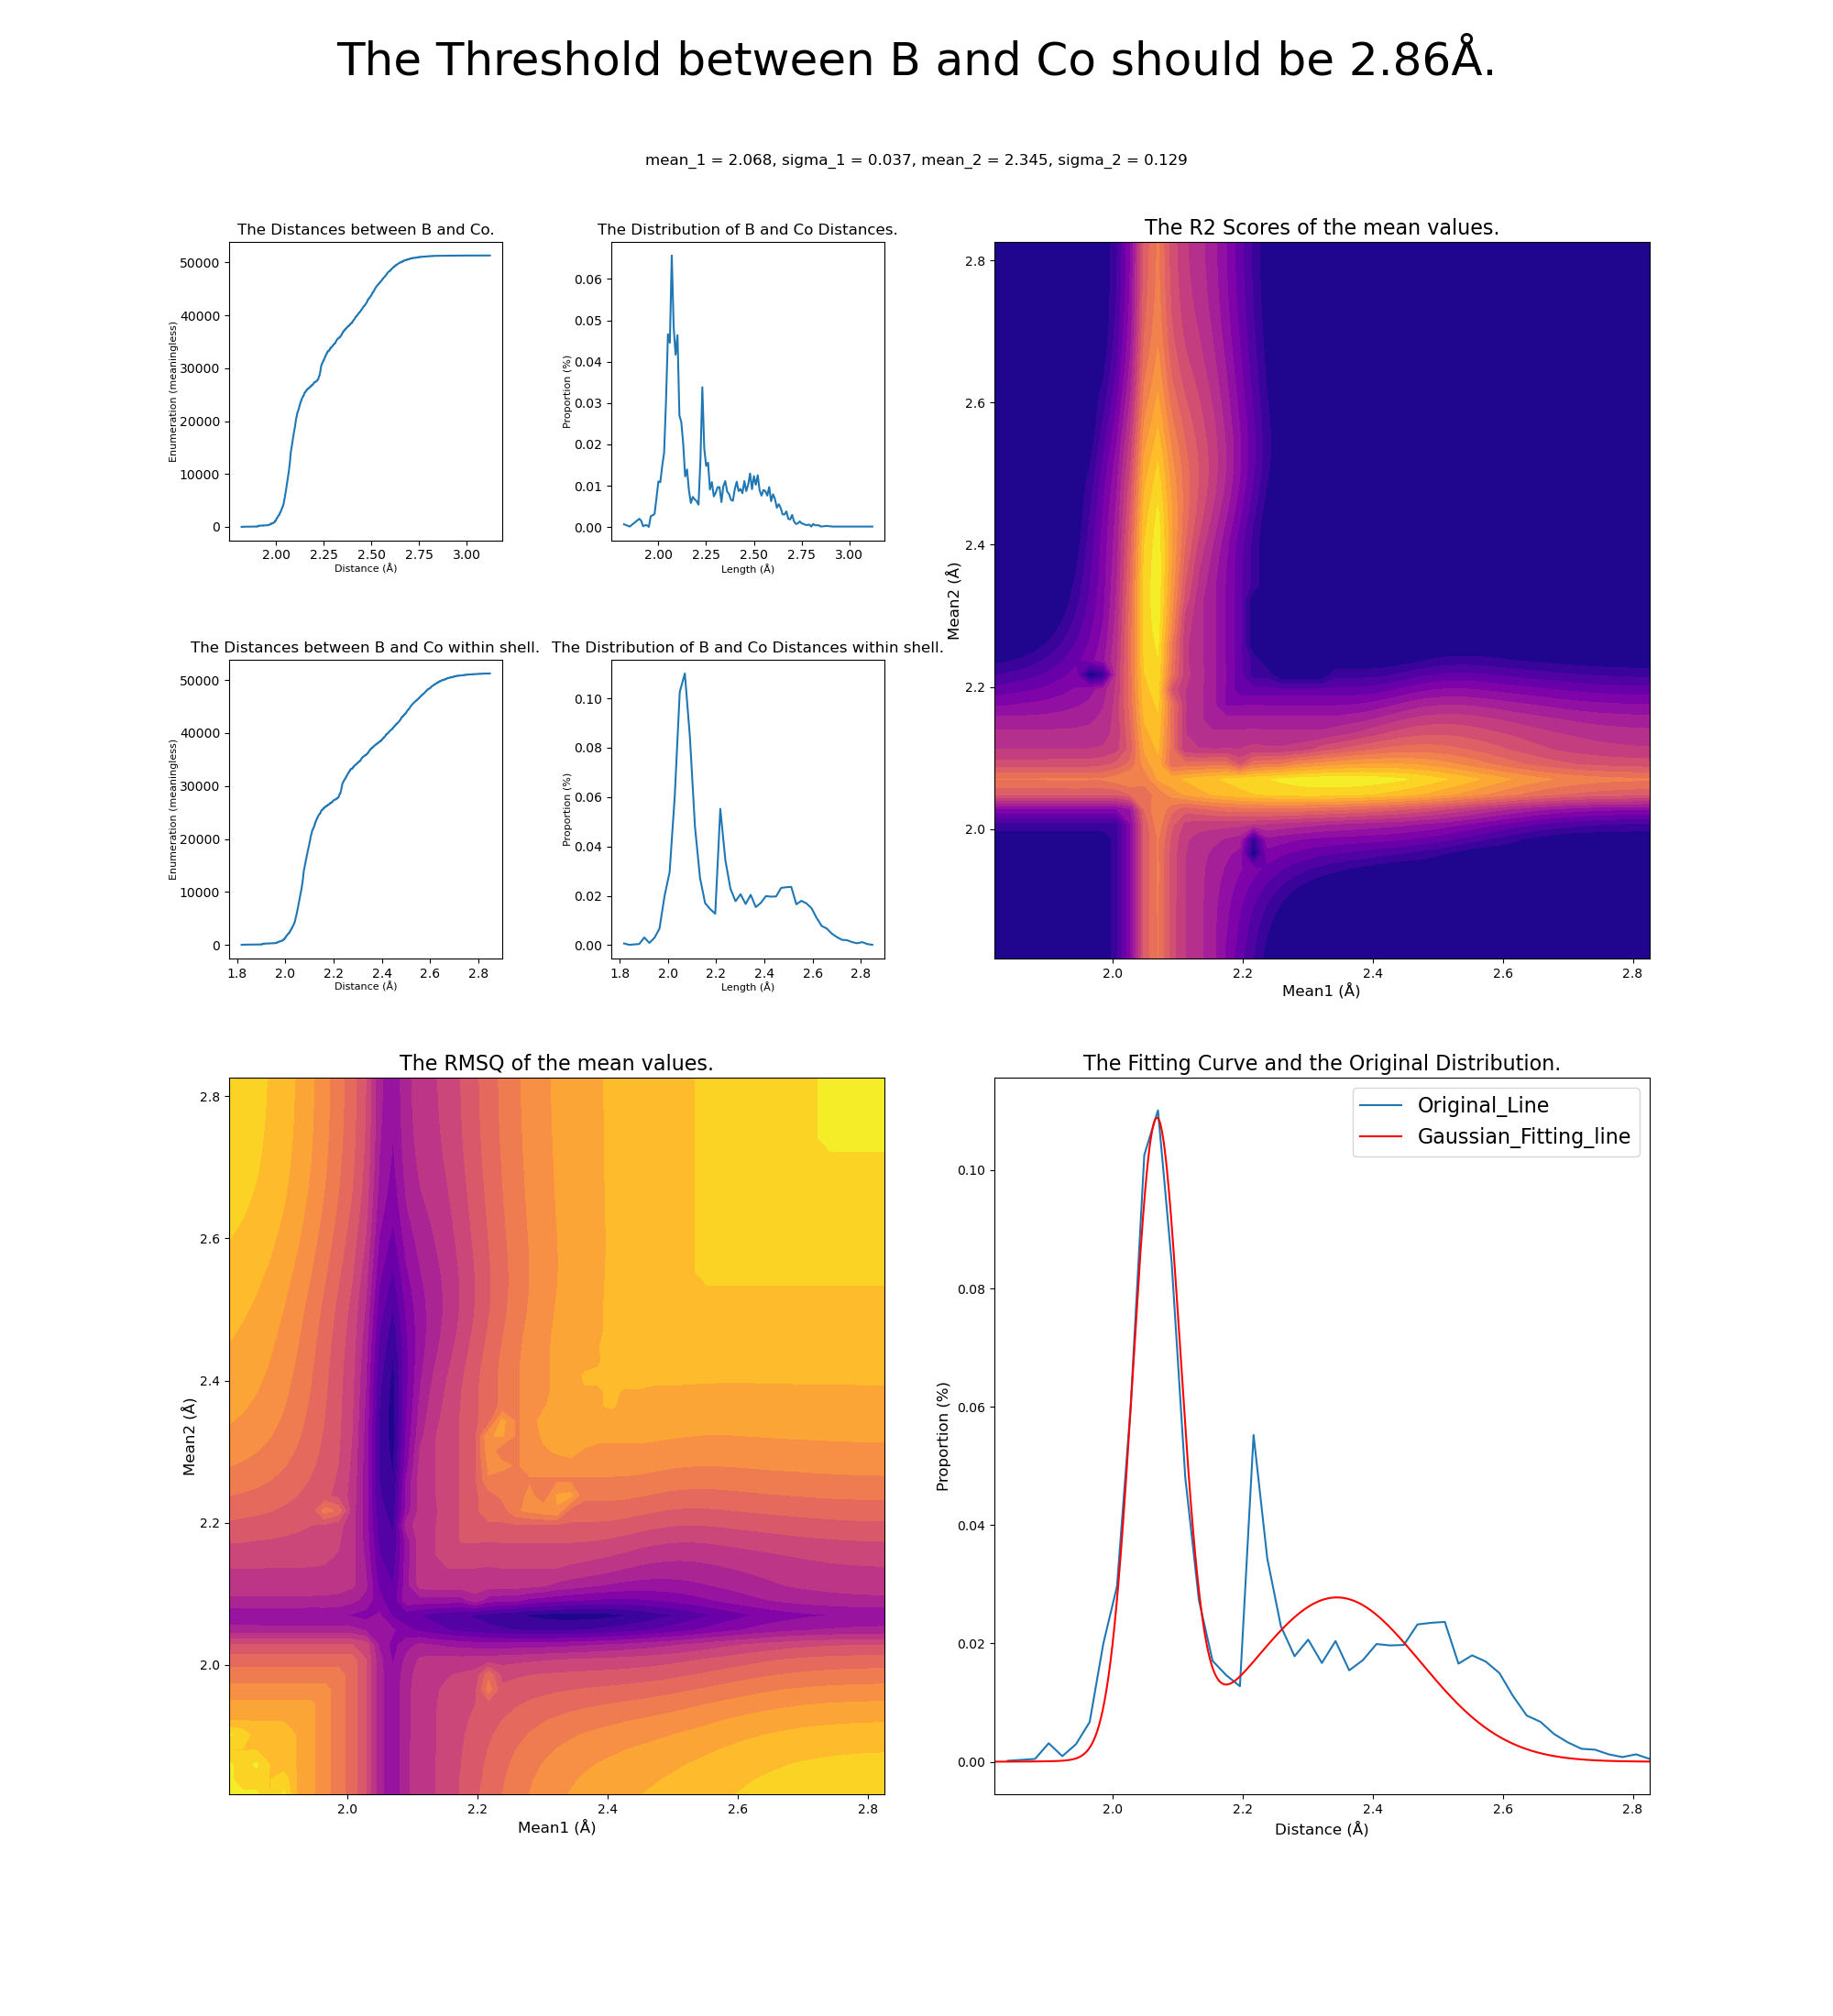 The Threshold between B and Co should be 2.86Å.
mean_1 = 2.068, sigma_1 = 0.037, mean_2 = 2.345, sigma_2 = 0.129
The Distances between B and Co.
50000
40000
30000
20000
10000
0
Enumeration (meaningless)
2.00 2.25 2.50 2.75 3.00
Distance (Å)
The Distribution of B and Co Distances.
0.06
0.05
0.04
0.03
0.02
0.01
0.00
Proportion (%)
2.00 2.25 2.50 2.75 3.00
Length (Å)
The R2 Scores of the mean values.
2.8
2.6
2.4
2.2
2.0
Mean2 (Å)
2.0 2.2 2.4 2.6 2.8
Mean1 (Å)
The Distances between B and Co within shell.
50000
40000
30000
20000
10000
0
Enumeration (meaningless)
1.8 2.0 2.2 2.4 2.6 2.8
Distance (Å)
The Distribution of B and Co Distances within shell.
0.10
0.08
0.06
0.04
0.02
0.00
Proportion (%)
1.8 2.0 2.2 2.4 2.6 2.8
Length (Å)
The RMSQ of the mean values.
2.8
2.6
2.4
2.2
2.0
Mean2 (Å)
2.0 2.2 2.4 2.6 2.8
Mean1 (Å)
The Fitting Curve and the Original Distribution.
Original_Line
Gaussian_Fitting_line
0.10
0.08
0.06
0.04
0.02
0.00
Proportion (%)
2.0 2.2 2.4 2.6 2.8
Distance (Å)